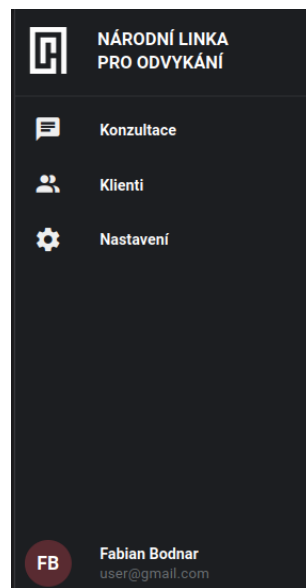 NÁRODNÍ LINKA
PRO ODVYKÁNÍ
Konzultace
Klienti
Nastavení
FB
Fabian Bodnar
user@gmail.com